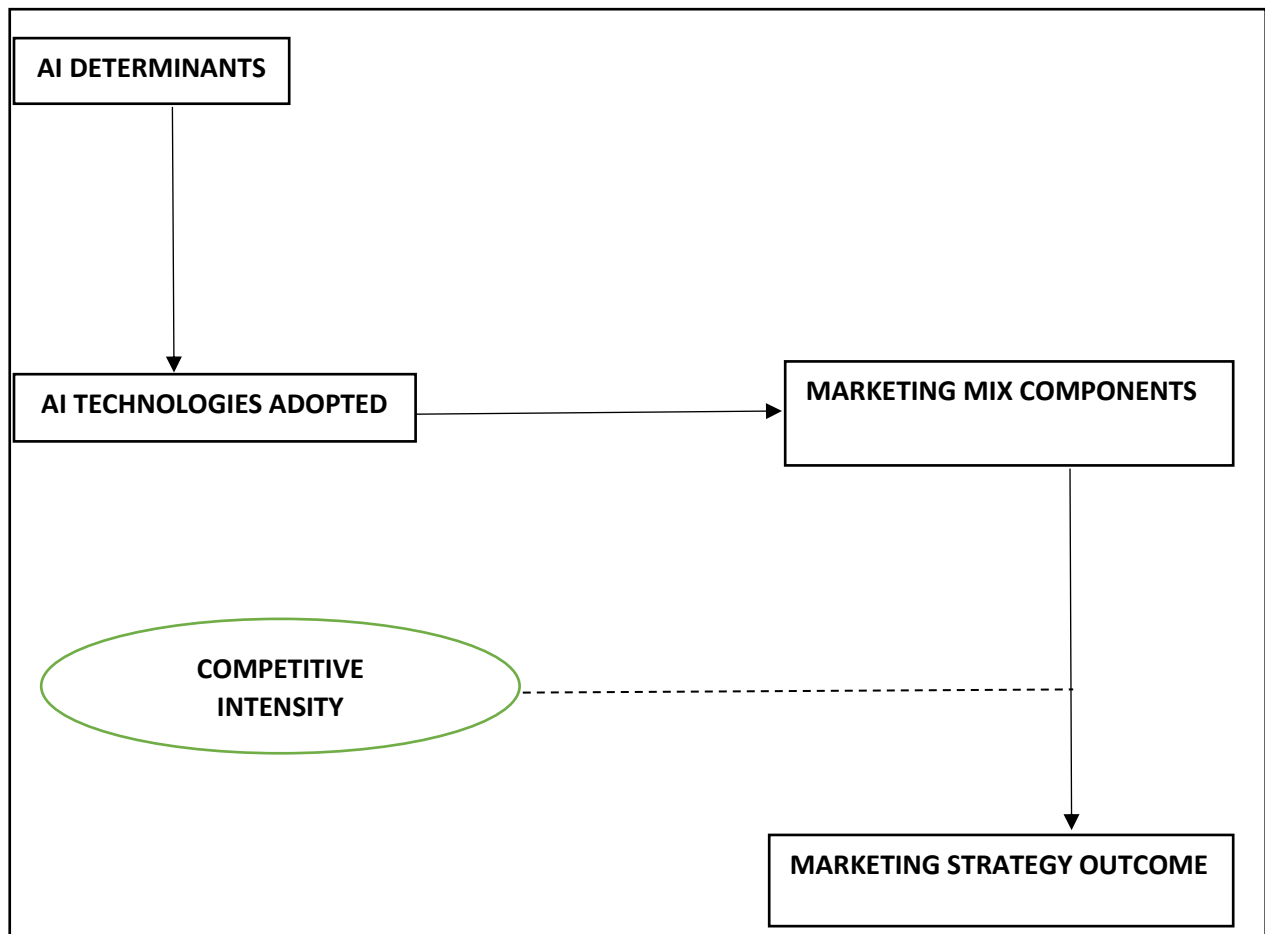 AI DETERMINANTS
AI TECHNOLOGIES ADOPTED
MARKETING MIX COMPONENTS
COMPETITIVE
INTENSITY
MARKETING STRATEGY OUTCOME